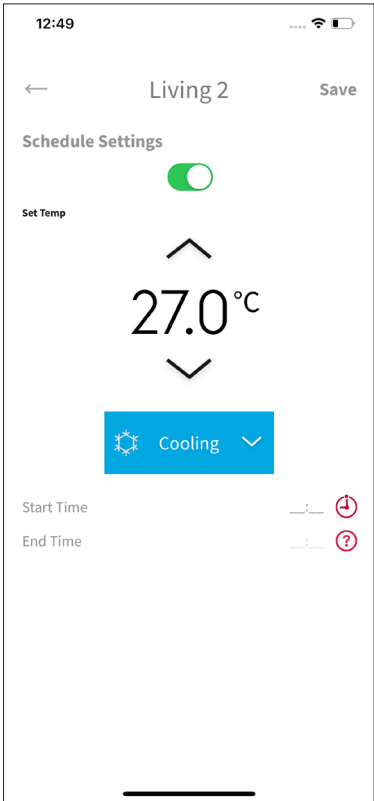 12:49
Living 2 Save
Schedule Settings
Set Temp
27.0 °C
Cooling
Start Time __:__
End Time __:__ ?